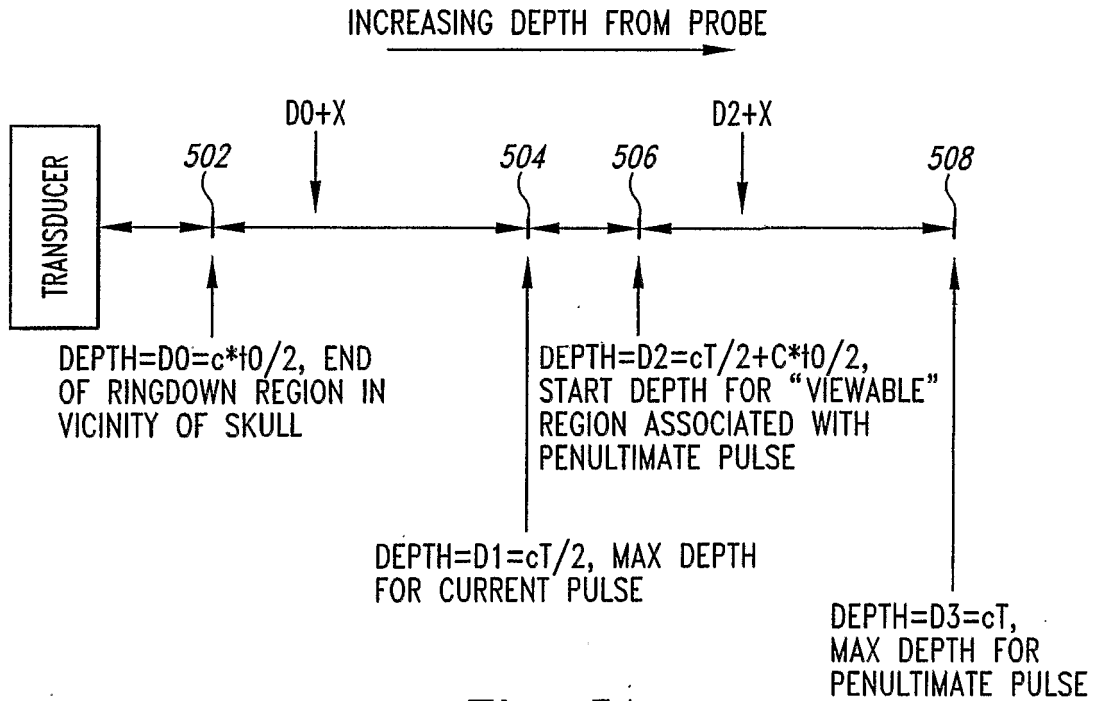 INCREASING DEPTH FROM PROBE
D0+X
D2+X
502
504
506
508
TRANSDUCER
DEPTH=D0=c*t0/2, END
OF RINGDOWN REGION IN
VICINITY OF SKULL
DEPTH=D2=cT/2+C*t0/2,
START DEPTH FOR “VIEWABLE”
REGION ASSOCIATED WITH
PENULTIMATE PULSE
DEPTH=D1=cT/2, MAX DEPTH
FOR CURRENT PULSE
DEPTH=D3=cT,
MAX DEPTH FOR
PENULTIMATE PULSE